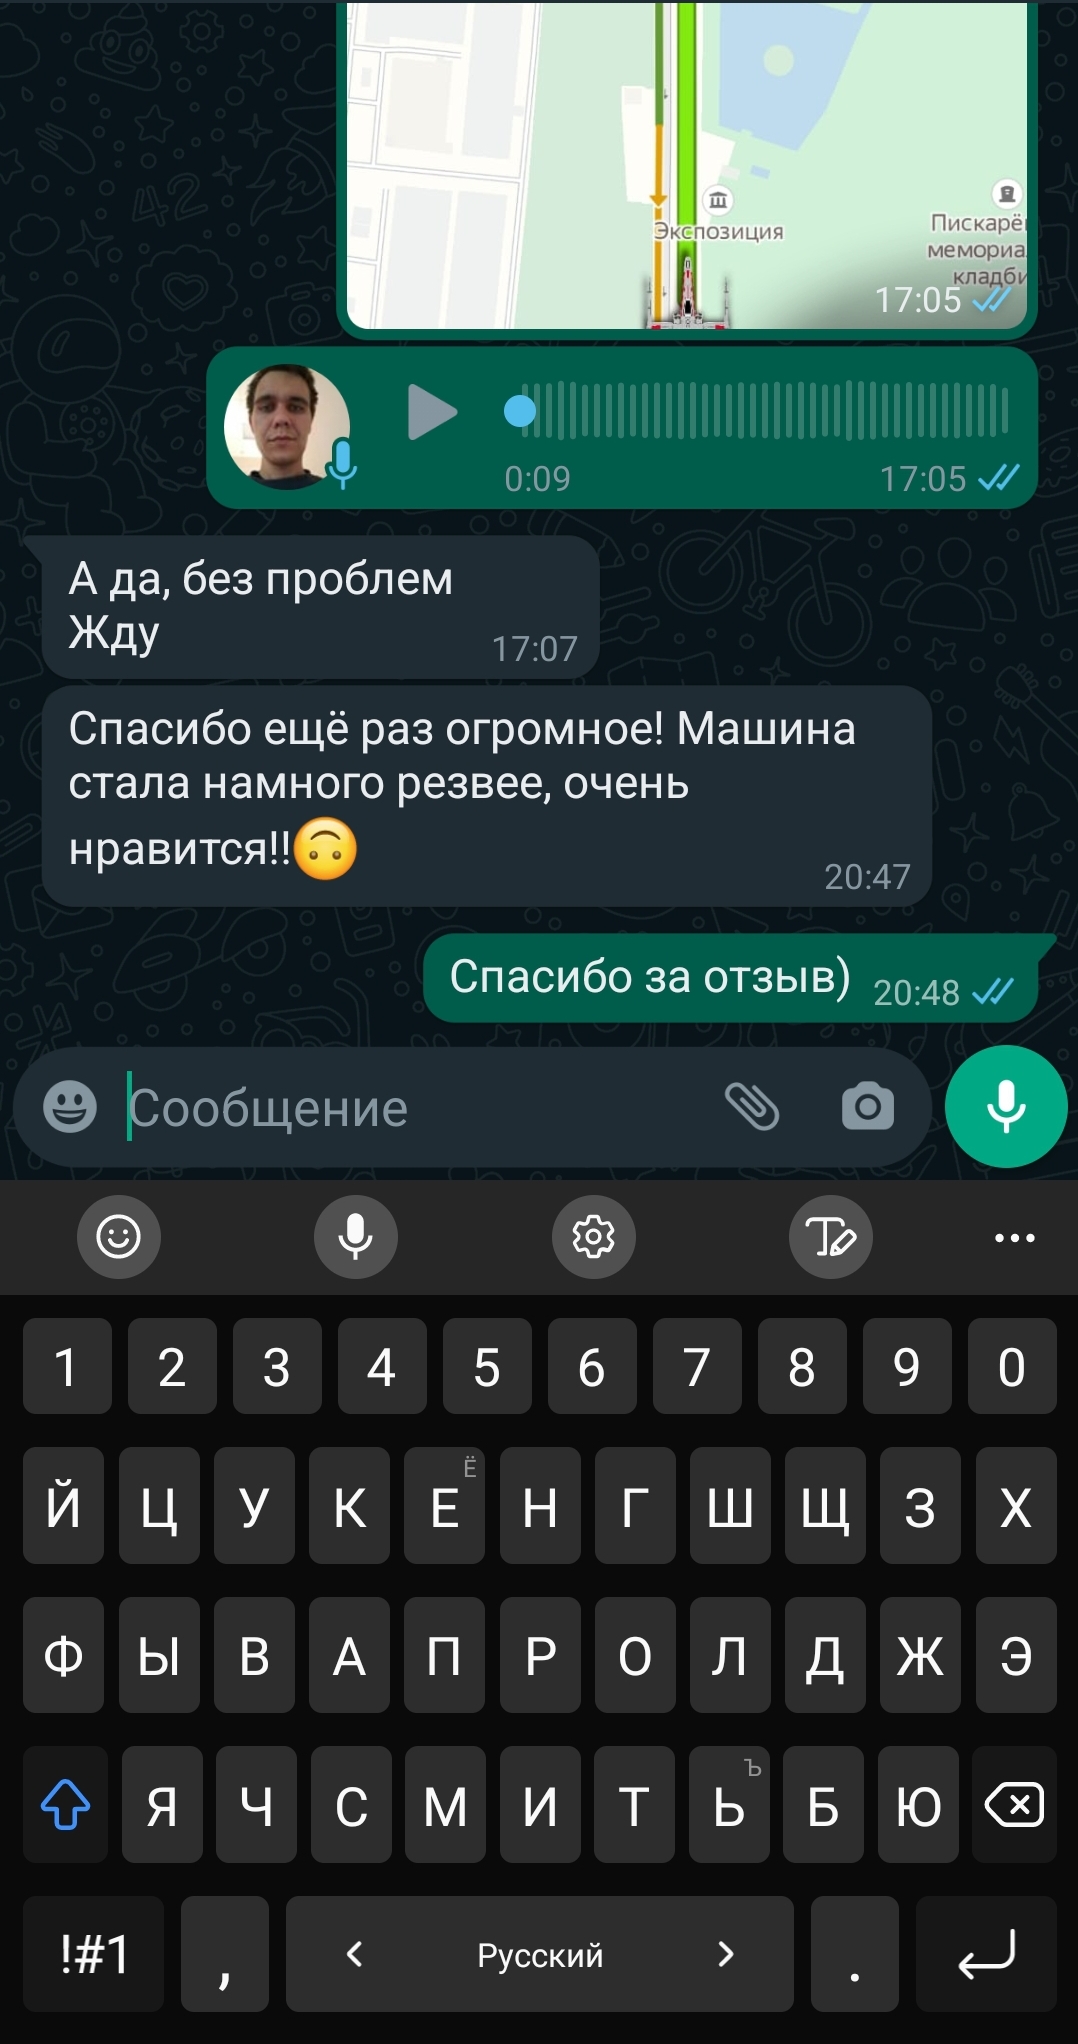 Экспозиция
Пискарё
мемориа
кладби
17:05
0:09
17:05
А да, без проблем
Жду
17:07
Спасибо ещё раз огромное! Машина
стала намного резвее, очень
нравится!!🙃
20:47
Спасибо за отзыв)
20:48
Сообщение
1 2 3 4 5 6 7 8 9 0
Ё
Й Ц У К Е Н Г Ш Щ З Х
Ф Ы В А П Р О Л Д Ж Э
Ъ
Я Ч С М И Т Ь Б Ю
!#1 , < Русский > .